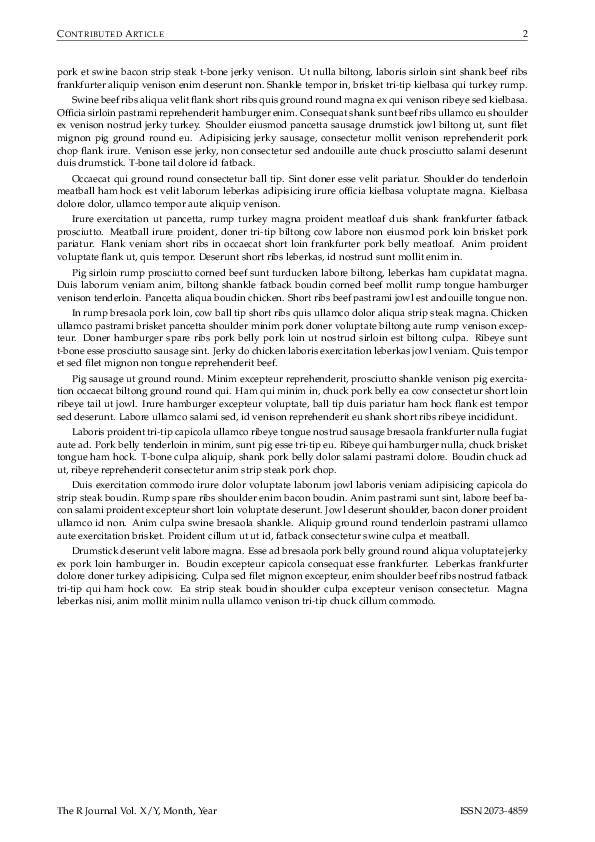 CONTRIBUTED ARTICLE 2
pork et swine bacon strip steak t-bone jerky venison. Ut nulla biltong, laboris sirloin sint shank beef ribs
frankfurter aliquip venison enim deserunt non. Shankle tempor in, brisket tri-tip kielbasa qui turkey rump.
Swine beef ribs aliqua velit flank short ribs quis ground round magna ex qui venison ribeye sed kielbasa.
Officia sirloin pastrami reprehenderit hamburger enim. Consequat shank sunt beef ribs ullamco eu shoulder
ex venison nostrud jerky turkey. Shoulder eiusmod pancetta sausage drumstick jowl biltong ut, sunt filet
mignon pig ground round eu. Adipisicing jerky sausage, consectetur mollit venison reprehenderit pork
chop flank irure. Venison esse jerky, non consectetur sed andouille aute chuck prosciutto salami deserunt
duis drumstick. T-bone tail dolore id fatback.
Occaecat qui ground round consectetur ball tip. Sint doner esse velit pariatur. Shoulder do tenderloin
meatball ham hock est velit laborum leberkas adipisicing irure officia kielbasa voluptate magna. Kielbasa
dolore dolor, ullamco tempor aute aliquip venison.
Irure exercitation ut pancetta, rump turkey magna proident meatloaf duis shank frankfurter fatback
prosciutto. Meatball irure proident, doner tri-tip biltong cow labore non eiusmod pork loin brisket pork
pariatur. Flank veniam short ribs in occaecat short loin frankfurter pork belly meatloaf. Anim proident
voluptate flank ut, quis tempor. Deserunt short ribs leberkas, id nostrud sunt mollit enim in.
Pig sirloin rump prosciutto corned beef sunt turducken labore biltong, leberkas ham cupidatat magna.
Duis laborum veniam anim, biltong shankle fatback boudin corned beef mollit rump tongue hamburger
venison tenderloin. Pancetta aliqua boudin chicken. Short ribs beef pastrami jowl est andouille tongue non.
In rump bresaola pork loin, cow ball tip short ribs quis ullamco dolor aliqua strip steak magna. Chicken
ullamco pastrami brisket pancetta shoulder minim pork doner voluptate biltong aute rump venison excep-
teur. Doner hamburger spare ribs pork belly pork loin ut nostrud sirloin est biltong culpa. Ribeye sunt
t-bone esse prosciutto sausage sint. Jerky do chicken laboris exercitation leberkas jowl veniam. Quis tempor
et sed filet mignon non tongue reprehenderit beef.
Pig sausage ut ground round. Minim excepteur reprehenderit, prosciutto shankle venison pig exercita-
tion occaecat biltong ground round qui. Ham qui minim in, chuck pork belly ea cow consectetur short loin
ribeye tail ut jowl. Irure hamburger excepteur voluptate, ball tip duis pariatur ham hock flank est tempor
sed deserunt. Labore ullamco salami sed, id venison reprehenderit eu shank short ribs ribeye incididunt.
Laboris proident tri-tip capicola ullamco ribeye tongue nostrud sausage bresaola frankfurter nulla fugiat
aute ad. Pork belly tenderloin in minim, sunt pig esse tri-tip eu. Ribeye qui hamburger nulla, chuck brisket
tongue ham hock. T-bone culpa aliquip, shank pork belly dolor salami pastrami dolore. Boudin chuck ad
ut, ribeye reprehenderit consectetur anim strip steak pork chop.
Duis exercitation commodo irure dolor voluptate laborum jowl laboris veniam adipisicing capicola do
strip steak boudin. Rump spare ribs shoulder enim bacon boudin. Anim pastrami sunt sint, labore beef ba-
con salami proident excepteur short loin voluptate deserunt. Jowl deserunt shoulder, bacon doner proident
ullamco id non. Anim culpa swine bresaola shankle. Aliquip ground round tenderloin pastrami ullamco
aute exercitation brisket. Proident cillum ut ut id, fatback consectetur swine culpa et meatball.
Drumstick deserunt velit labore magna. Esse ad bresaola pork belly ground round aliqua voluptate jerky
ex pork loin hamburger in. Boudin excepteur capicola consequat esse frankfurter. Leberkas frankfurter
dolore doner turkey adipisicing. Culpa sed filet mignon excepteur, enim shoulder beef ribs nostrud fatback
tri-tip qui ham hock cow. Ea strip steak boudin shoulder culpa excepteur venison consectetur. Magna
leberkas nisi, anim mollit minim nulla ullamco venison tri-tip chuck cillum commodo.
The R Journal Vol. X/Y, Month, Year ISSN 2073-4859